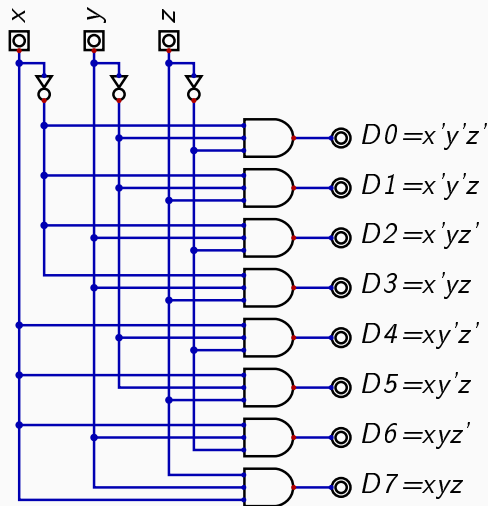 x y z
D0=x'y'z'
D1=x'y'z
D2=x'yz'
D3=x'yz
D4=xy'z'
D5=xy'z
D6=xyz'
D7=xyz